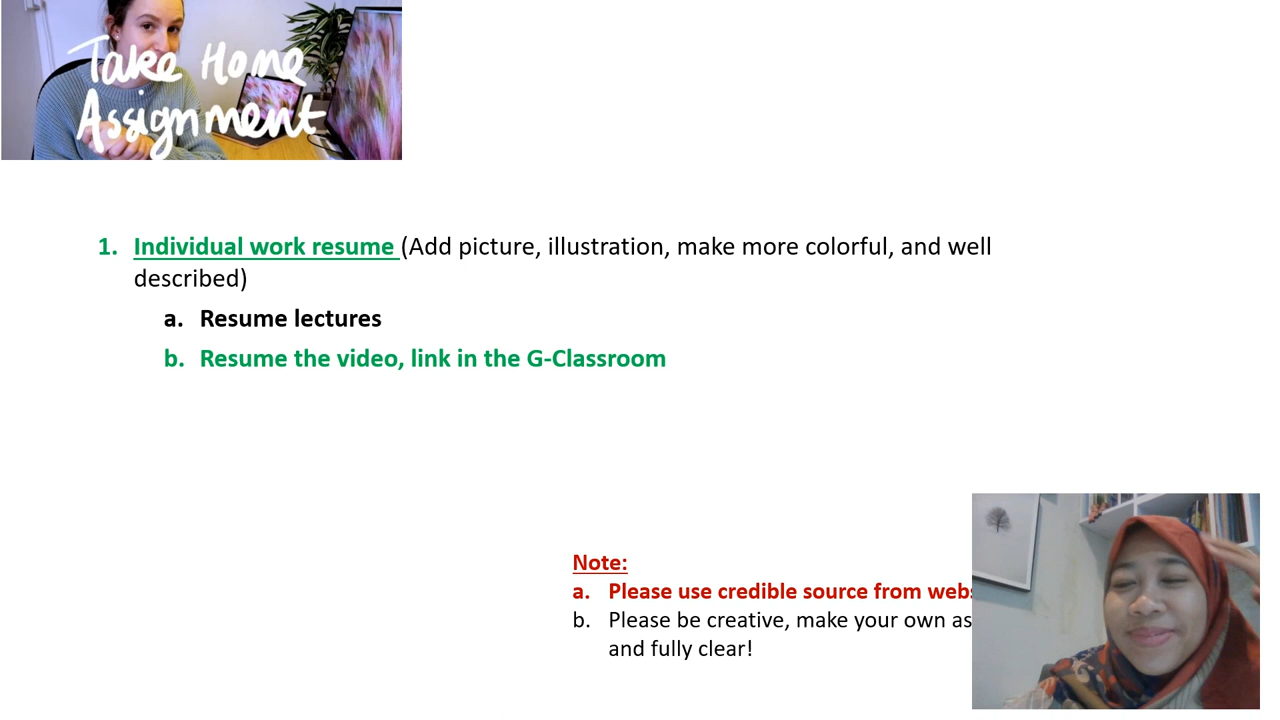 Take Home
Assignment
1. Individual work resume (Add picture, illustration, make more colorful, and well
described)
a. Resume lectures
b. Resume the video, link in the G-Classroom
Note:
a. Please use credible source from
b. Please be creative, make your own
and fully clear!